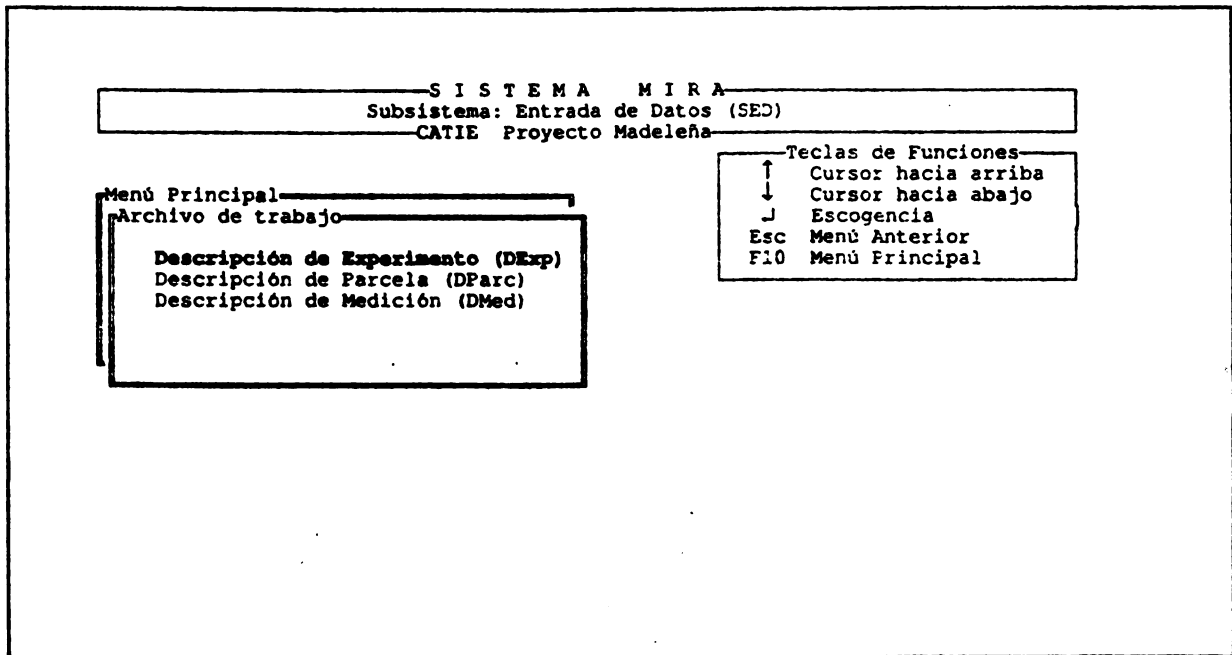 S I S T E M A   M I R A
Subsistema: Entrada de Datos (SED)
CATIE Proyecto Madeleña
Teclas de Funciones
↑ Cursor hacia arriba
↓ Cursor hacia abajo
↵ Escogencia
Esc Menú Anterior
F10 Menú Principal
Menú Principal
Archivo de trabajo
Descripción de Experimento (DExp)
Descripción de Parcela (DParc)
Descripción de Medición (DMed)